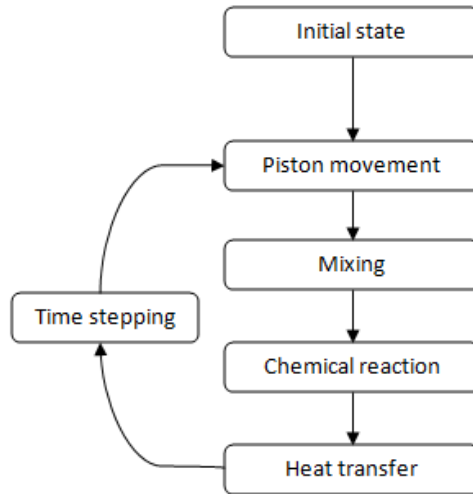 Initial state
Piston movement
Mixing
Time stepping
Chemical reaction
Heat transfer